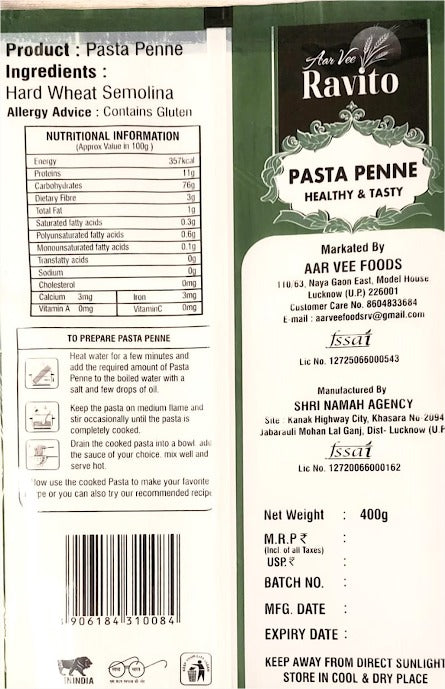 Product : Pasta Penne
Ingredients :
Hard Wheat Semolina
Allergy Advice : Contains Gluten
NUTRITIONAL INFORMATION
(Approx Value in 100g )
Energy 357kcal
Proteins 11g
Carbohydrates 76g
Dietary Fibre 3g
Total Fat 1g
Saturated fatty acids 0.3g
Polyunsaturated fatty acids 0.6g
Monounsaturated fatty acids 0.1g
Transfatty acids 0g
Sodium 0g
Cholesterol 0mg
Calcium 3mg Iron 3mg
Vitamin A 0mg VitaminC 0mg
TO PREPARE PASTA PENNE
Heat water for a few minutes and
add the required amount of Pasta
Penne to the boiled water with a
salt and few drops of oil.
Keep the pasta on medium flame and
stir occasionally until the pasta is
completely cooked.
Drain the cooked pasta into a bowl add
the sauce of your choice. mix well and
serve hot.
Now use the cooked Pasta to make your favorite
pe or you can also try our recommended recipe
906184 310084
IN INDIA
Aar Vee
Ravito
PASTA PENNE
HEALTHY & TASTY
Markated By
AAR VEE FOODS
110/63, Naya Gaon East, Model House
Lucknow (U.P.) 226001
Customer Care No. 8604833684
E-mail : aarveefoodsrv@gmail.com
fssai
Lic No. 12725066000543
Manufactured By
SHRI NAMAH AGENCY
Site : Kanak Highway City, Khasara No-2094
Jabarauli Mohan Lal Ganj, Dist- Lucknow (U.P
fssai
Lic No. 12720066000162
Net Weight : 400g
M.R.P ₹ :
(Incl. of all Taxes)
USP. ₹ :
BATCH NO. :
MFG. DATE :
EXPIRY DATE :
KEEP AWAY FROM DIRECT SUNLIGHT
STORE IN COOL & DRY PLACE